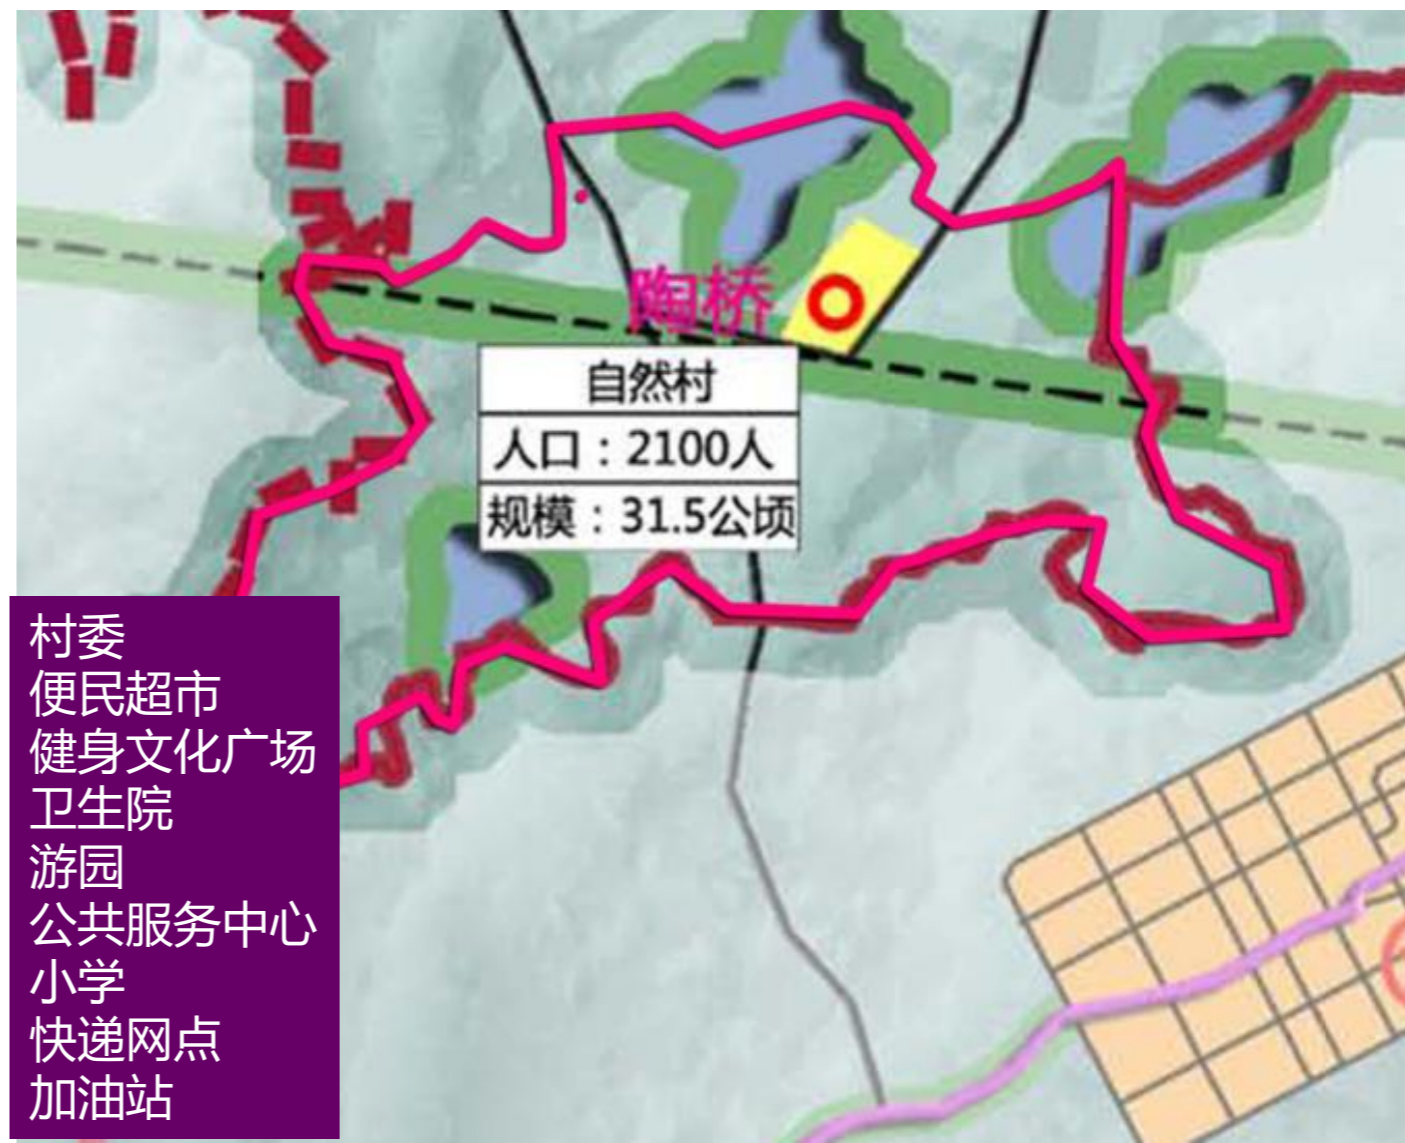 陶桥
自然村
人口：2100人
规模：31.5公顷
村委
便民超市
健身文化广场
卫生院
游园
公共服务中心
小学
快递网点
加油站